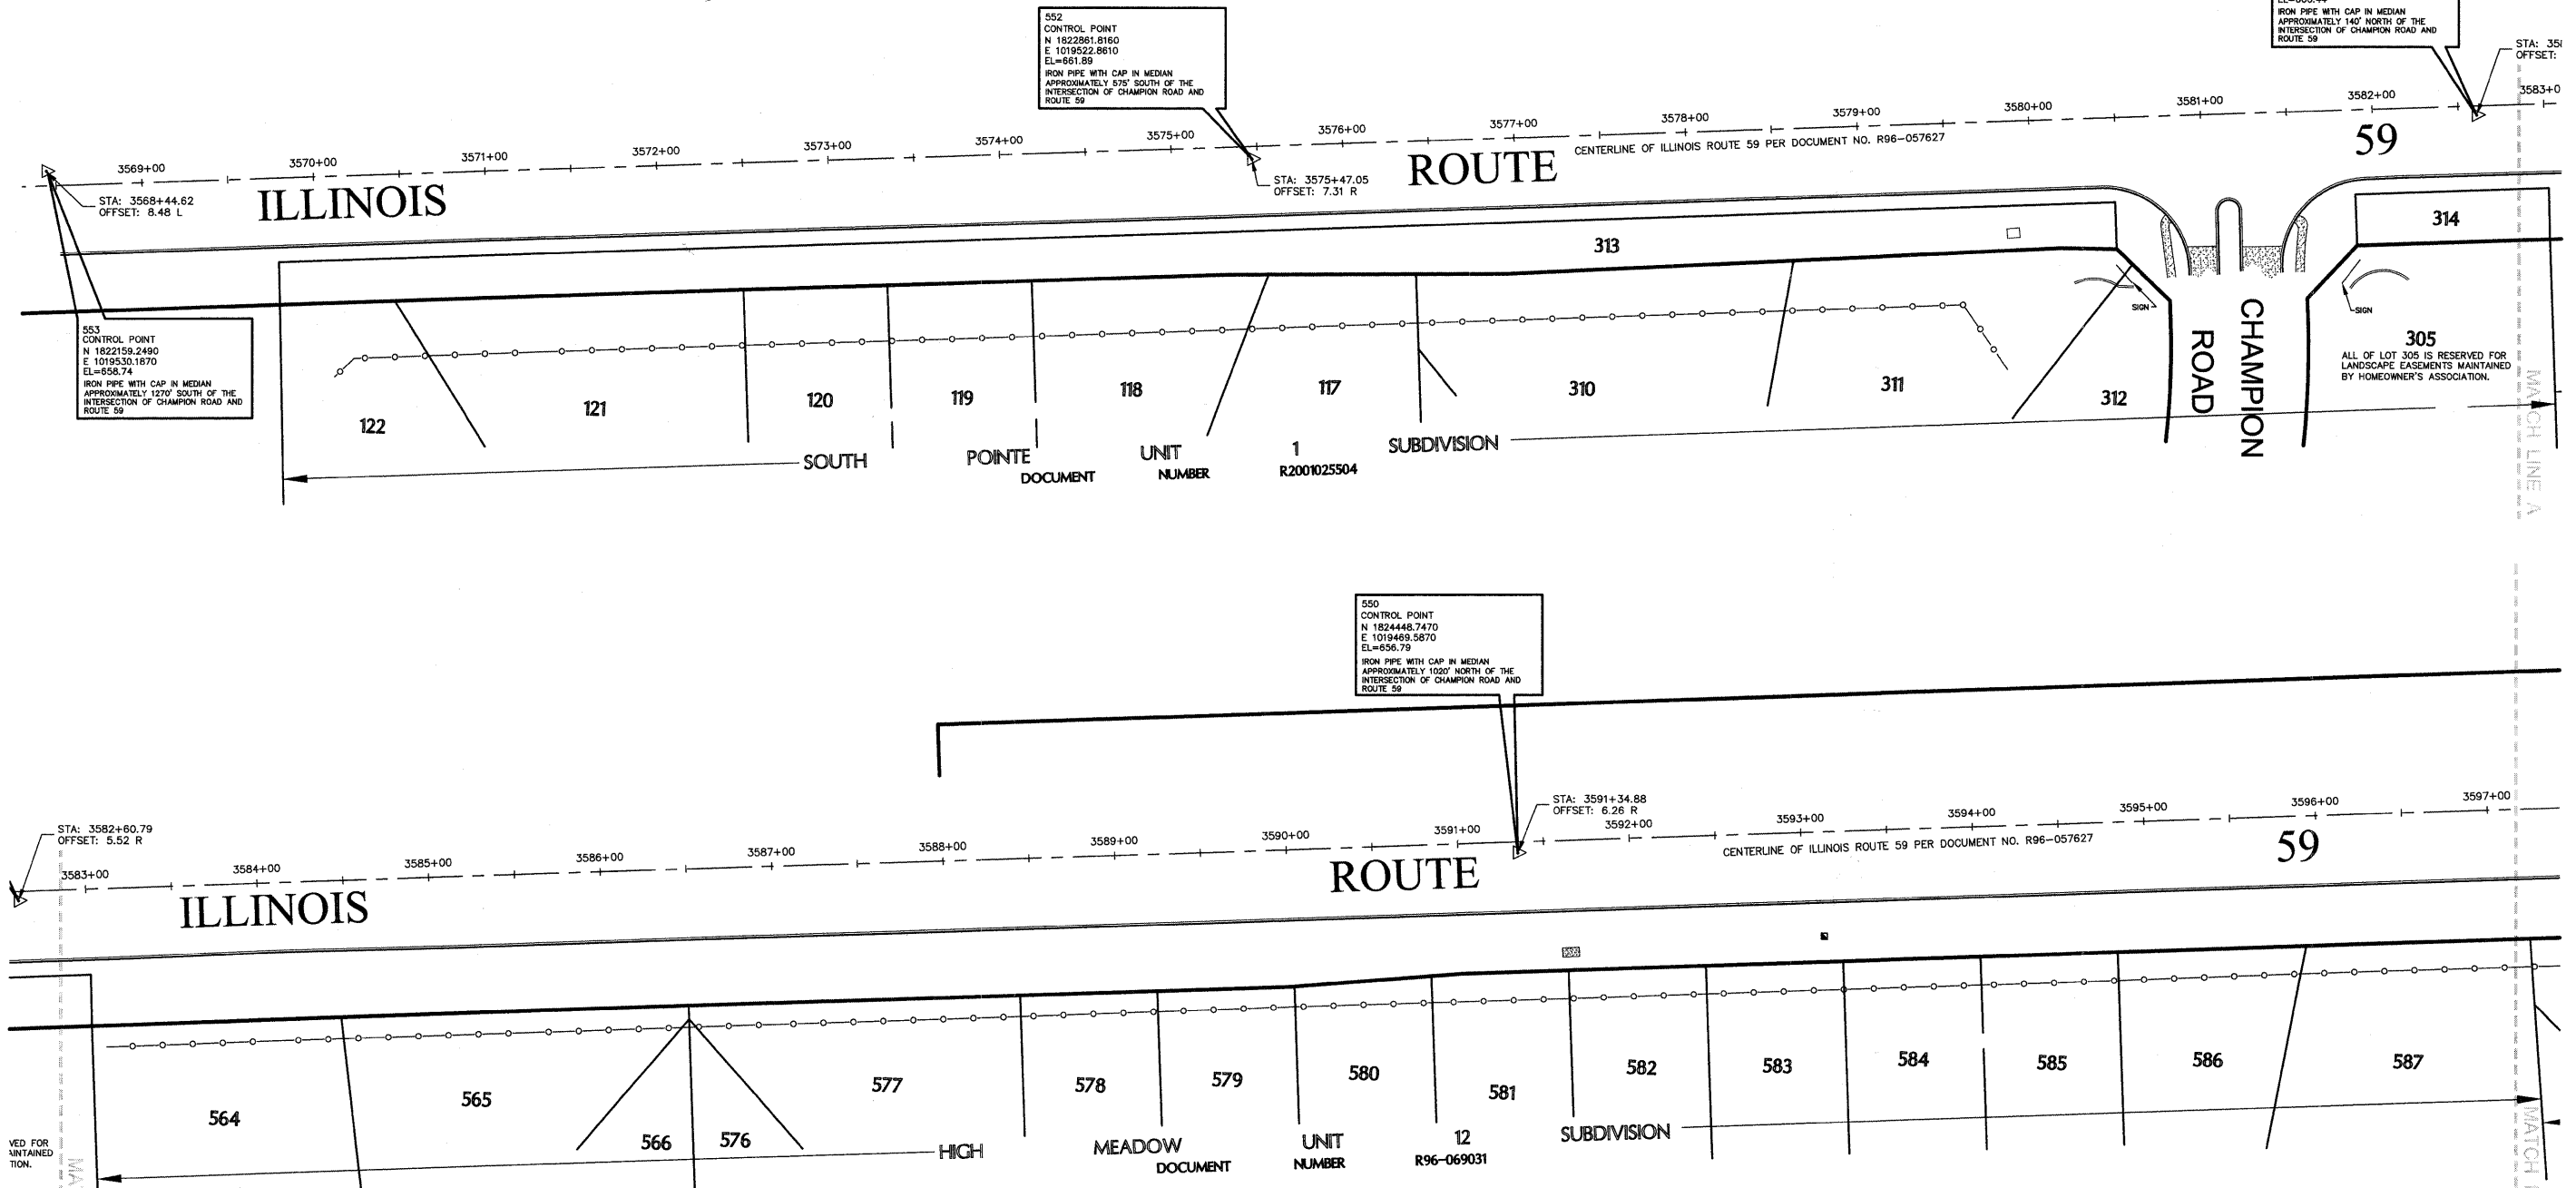 552
CONTROL POINT
N 1822861.8160
E 1019522.8610
EL=661.89
IRON PIPE WITH CAP IN MEDIAN
APPROXIMATELY 575' SOUTH OF THE
INTERSECTION OF CHAMPION ROAD AND
ROUTE 59
IRON PIPE WITH CAP IN MEDIAN
APPROXIMATELY 140' NORTH OF THE
INTERSECTION OF CHAMPION ROAD AND
ROUTE 59
STA: 358
OFFSET:
3569+00
3570+00
3571+00
3572+00
3573+00
3574+00
3575+00
3576+00
3577+00
3578+00
3579+00
3580+00
3581+00
3582+00
3583+0
STA: 3568+44.62
OFFSET: 8.48 L
STA: 3575+47.05
OFFSET: 7.31 R
ILLINOIS
ROUTE
59
CENTERLINE OF ILLINOIS ROUTE 59 PER DOCUMENT NO. R96-057627
313
314
553
CONTROL POINT
N 1822159.2490
E 1019530.1870
EL=658.74
IRON PIPE WITH CAP IN MEDIAN
APPROXIMATELY 1270' SOUTH OF THE
INTERSECTION OF CHAMPION ROAD AND
ROUTE 59
SIGN
SIGN
122
121
120
119
118
117
310
311
312
CHAMPION
ROAD
305
ALL OF LOT 305 IS RESERVED FOR
LANDSCAPE EASEMENTS MAINTAINED
BY HOMEOWNER'S ASSOCIATION.
MATCH LINE A
SOUTH POINTE UNIT 1 SUBDIVISION
DOCUMENT NUMBER R2001025504
550
CONTROL POINT
N 1824448.7470
E 1019469.5870
EL=656.79
IRON PIPE WITH CAP IN MEDIAN
APPROXIMATELY 1020' NORTH OF THE
INTERSECTION OF CHAMPION ROAD AND
ROUTE 59
STA: 3582+60.79
OFFSET: 5.52 R
STA: 3591+34.88
OFFSET: 6.26 R
3583+00
3584+00
3585+00
3586+00
3587+00
3588+00
3589+00
3590+00
3591+00
3592+00
3593+00
3594+00
3595+00
3596+00
3597+00
ILLINOIS
ROUTE
59
CENTERLINE OF ILLINOIS ROUTE 59 PER DOCUMENT NO. R96-057627
564
565
566
576
577
578
579
580
581
582
583
584
585
586
587
VED FOR
AINTAINED
TION.
MA
HIGH MEADOW UNIT 12 SUBDIVISION
DOCUMENT NUMBER R96-069031
MATCH